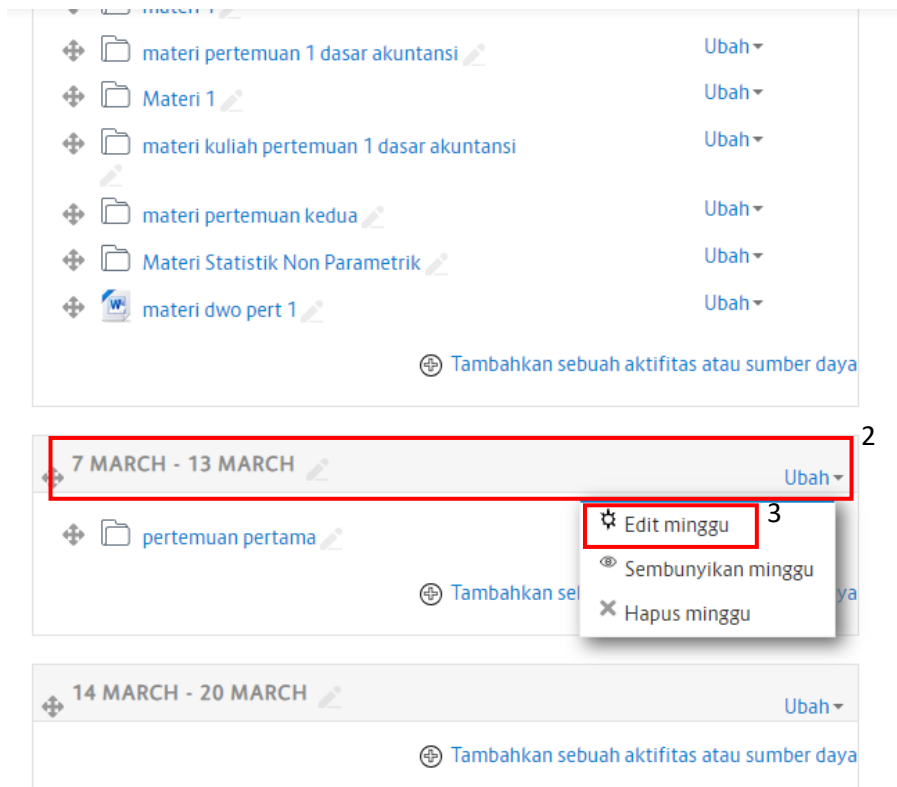 materi 1
materi pertemuan 1 dasar akuntansi Ubah
Materi 1 Ubah
materi kuliah pertemuan 1 dasar akuntansi Ubah
materi pertemuan kedua Ubah
Materi Statistik Non Parametrik Ubah
materi dwo pert 1 Ubah
Tambahkan sebuah aktifitas atau sumber daya
2
7 MARCH - 13 MARCH Ubah
Edit minggu 3
pertemuan pertama
Sembunyikan minggu
Tambahkan sel ya
Hapus minggu
14 MARCH - 20 MARCH Ubah
Tambahkan sebuah aktifitas atau sumber daya